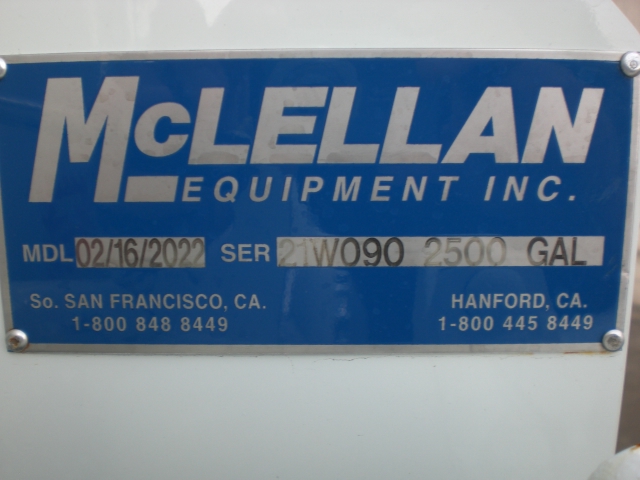 McLELLAN
EQUIPMENT INC.
MDL 02/16/2022 SER 21W090 2500 GAL
So. SAN FRANCISCO, CA. HANFORD, CA.
1-800 848 8449 1-800 445 8449